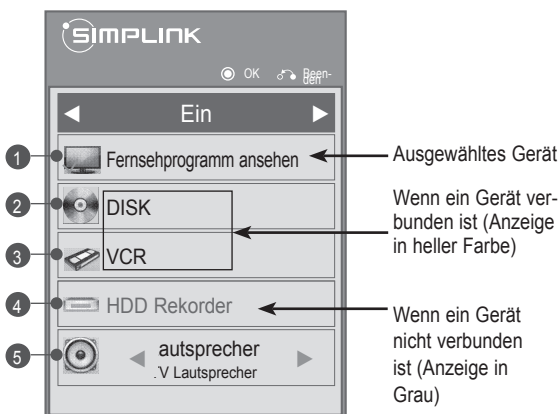 SIMPLINK
OK Been-
den
Ein
1 Fernsehprogramm ansehen
Ausgewähltes Gerät
2 DISK
Wenn ein Gerät ver-
bunden ist (Anzeige
in heller Farbe)
3 VCR
4 HDD Rekorder
Wenn ein Gerät
nicht verbunden
ist (Anzeige in
Grau)
5 autsprecher
.V Lautsprecher